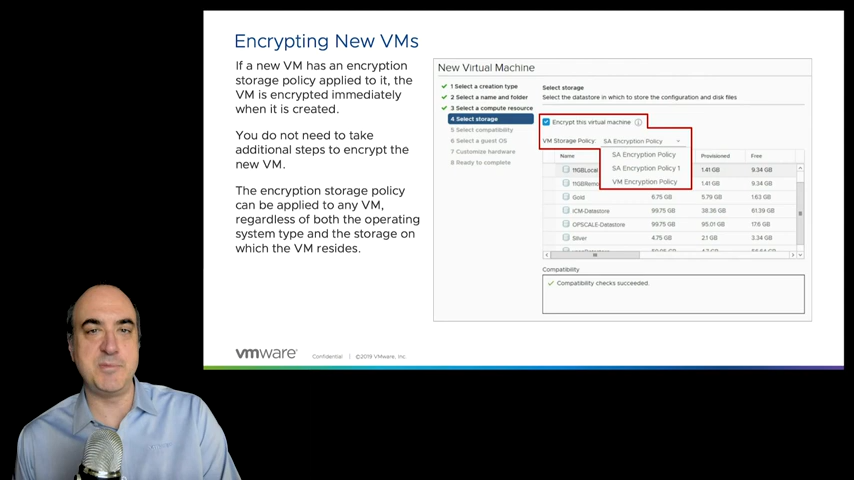 Encrypting New VMs
If a new VM has an encryption
storage policy applied to it, the
VM is encrypted immediately
when it is created.
You do not need to take
additional steps to encrypt the
new VM.
The encryption storage policy
can be applied to any VM,
regardless of both the operating
system type and the storage on
which the VM resides.
New Virtual Machine
1 Select a creation type
2 Select a name and folder
3 Select a compute resource
4 Select storage
5 Select compatibility
6 Select a guest OS
7 Customize hardware
8 Ready to complete
Select storage
Select the datastore in which to store the configuration and disk files
Encrypt this virtual machine
VM Storage Policy: SA Encryption Policy
SA Encryption Policy
SA Encryption Policy 1
VM Encryption Policy
Name Provisioned Free
11GBLocal 1.41 GB 9.34 GB
11GBRemo 1.41 GB 9.34 GB
Gold 6.75 GB 5.79 GB 1.63 GB
ICM-Datastore 99.75 GB 38.36 GB 61.39 GB
OPSCALE-Datastore 99.75 GB 95.01 GB 17.6 GB
Silver 4.75 GB 2.1 GB 3.34 GB
Compatibility
Compatibility checks succeeded.
vmware Confidential | ©2019 VMware, Inc.